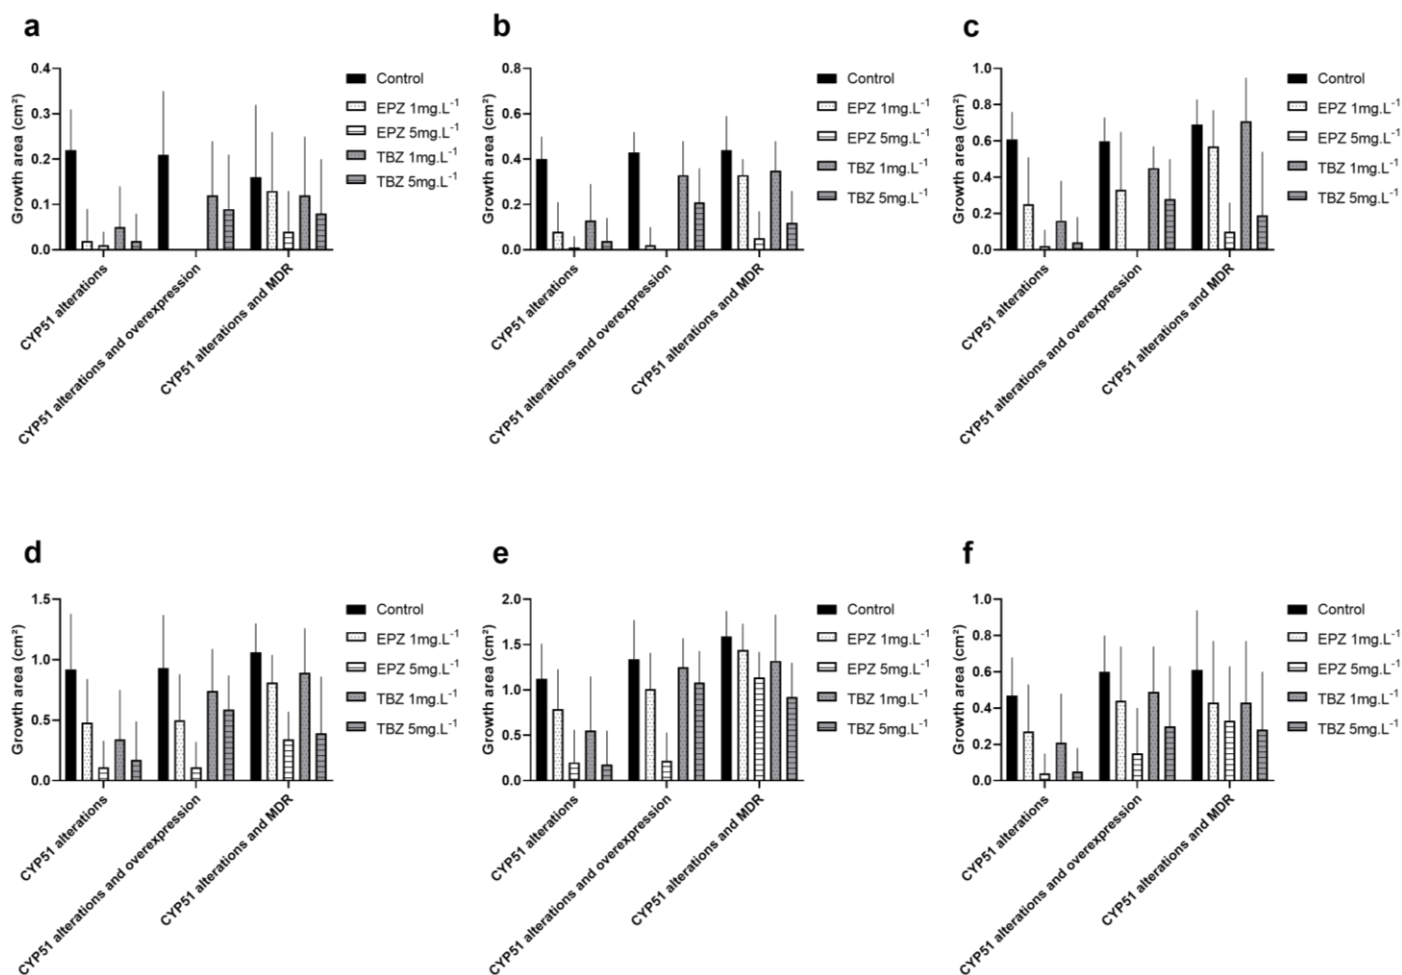 a
Growth area (cm²)
0.4
0.3
0.2
0.1
0.0
CYP51 alterations
CYP51 alterations and overexpression
CYP51 alterations and MDR
Control
EPZ 1mg.L⁻¹
EPZ 5mg.L⁻¹
TBZ 1mg.L⁻¹
TBZ 5mg.L⁻¹
b
Growth area (cm²)
0.8
0.6
0.4
0.2
0.0
CYP51 alterations
CYP51 alterations and overexpression
CYP51 alterations and MDR
Control
EPZ 1mg.L⁻¹
EPZ 5mg.L⁻¹
TBZ 1mg.L⁻¹
TBZ 5mg.L⁻¹
c
Growth area (cm²)
1.0
0.8
0.6
0.4
0.2
0.0
CYP51 alterations
CYP51 alterations and overexpression
CYP51 alterations and MDR
Control
EPZ 1mg.L⁻¹
EPZ 5mg.L⁻¹
TBZ 1mg.L⁻¹
TBZ 5mg.L⁻¹
d
Growth area (cm²)
1.5
1.0
0.5
0.0
CYP51 alterations
CYP51 alterations and overexpression
CYP51 alterations and MDR
Control
EPZ 1mg.L⁻¹
EPZ 5mg.L⁻¹
TBZ 1mg.L⁻¹
TBZ 5mg.L⁻¹
e
Growth area (cm²)
2.0
1.5
1.0
0.5
0.0
CYP51 alterations
CYP51 alterations and overexpression
CYP51 alterations and MDR
Control
EPZ 1mg.L⁻¹
EPZ 5mg.L⁻¹
TBZ 1mg.L⁻¹
TBZ 5mg.L⁻¹
f
Growth area (cm²)
1.0
0.8
0.6
0.4
0.2
0.0
CYP51 alterations
CYP51 alterations and overexpression
CYP51 alterations and MDR
Control
EPZ 1mg.L⁻¹
EPZ 5mg.L⁻¹
TBZ 1mg.L⁻¹
TBZ 5mg.L⁻¹